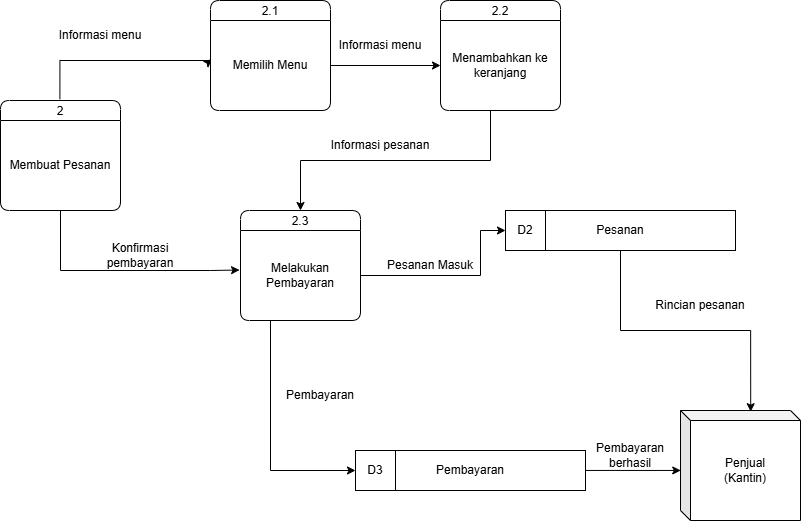 2.1
Memilih Menu
2.2
Menambahkan ke
keranjang
Informasi menu
Informasi menu
2
Membuat Pesanan
Informasi pesanan
2.3
Melakukan
Pembayaran
Konfirmasi
pembayaran
Pesanan Masuk
D2
Pesanan
Rincian pesanan
Pembayaran
D3
Pembayaran
Pembayaran
berhasil
Penjual
(Kantin)